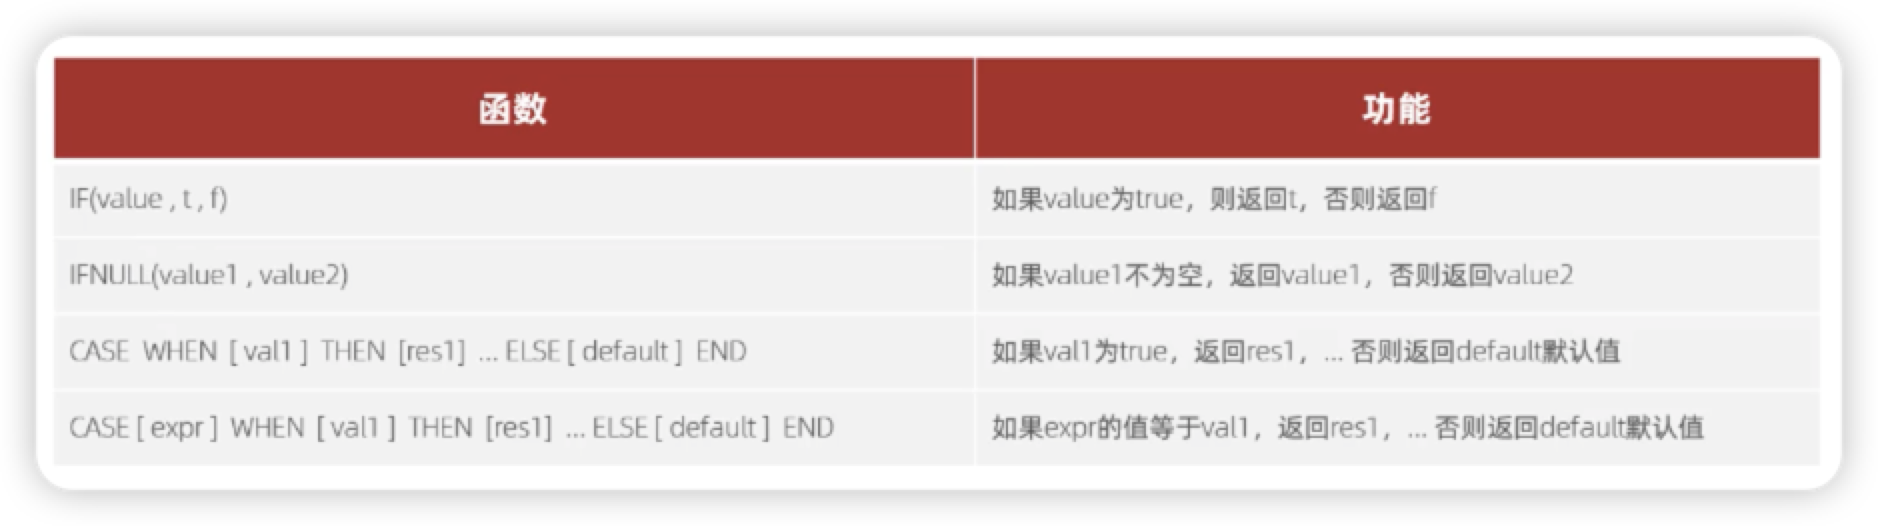 函数 功能
IF(value , t , f) 如果value为true，则返回t，否则返回f
IFNULL(value1 , value2) 如果value1不为空，返回value1，否则返回value2
CASE WHEN [ val1 ] THEN [res1] ... ELSE [ default ] END 如果val1为true，返回res1，... 否则返回default默认值
CASE [ expr ] WHEN [ val1 ] THEN [res1] ... ELSE [ default ] END 如果expr的值等于val1，返回res1，... 否则返回default默认值